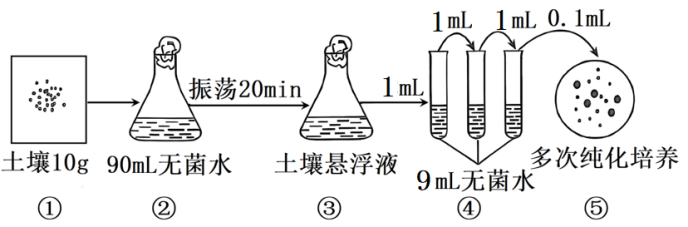 1mL 1mL 0.1mL
振荡20min
1mL
土壤10g 90mL无菌水 土壤悬浮液 9mL无菌水 多次纯化培养
① ② ③ ④ ⑤